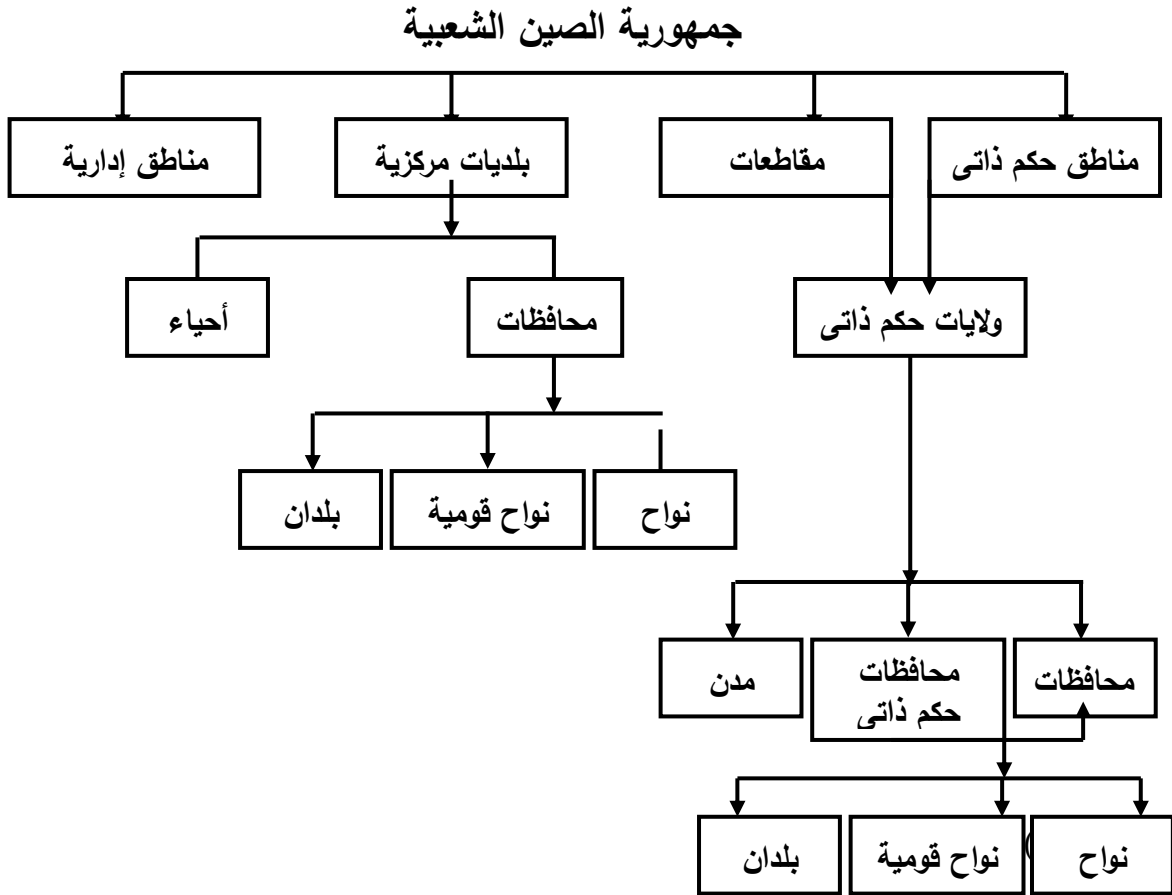 جمهورية الصين الشعبية
مناطق حكم ذاتى
مقاطعات
بلديات مركزية
مناطق إدارية
ولايات حكم ذاتى
محافظات
أحياء
نواح
نواح قومية
بلدان
محافظات
محافظات
حكم ذاتى
مدن
نواح
نواح قومية
بلدان